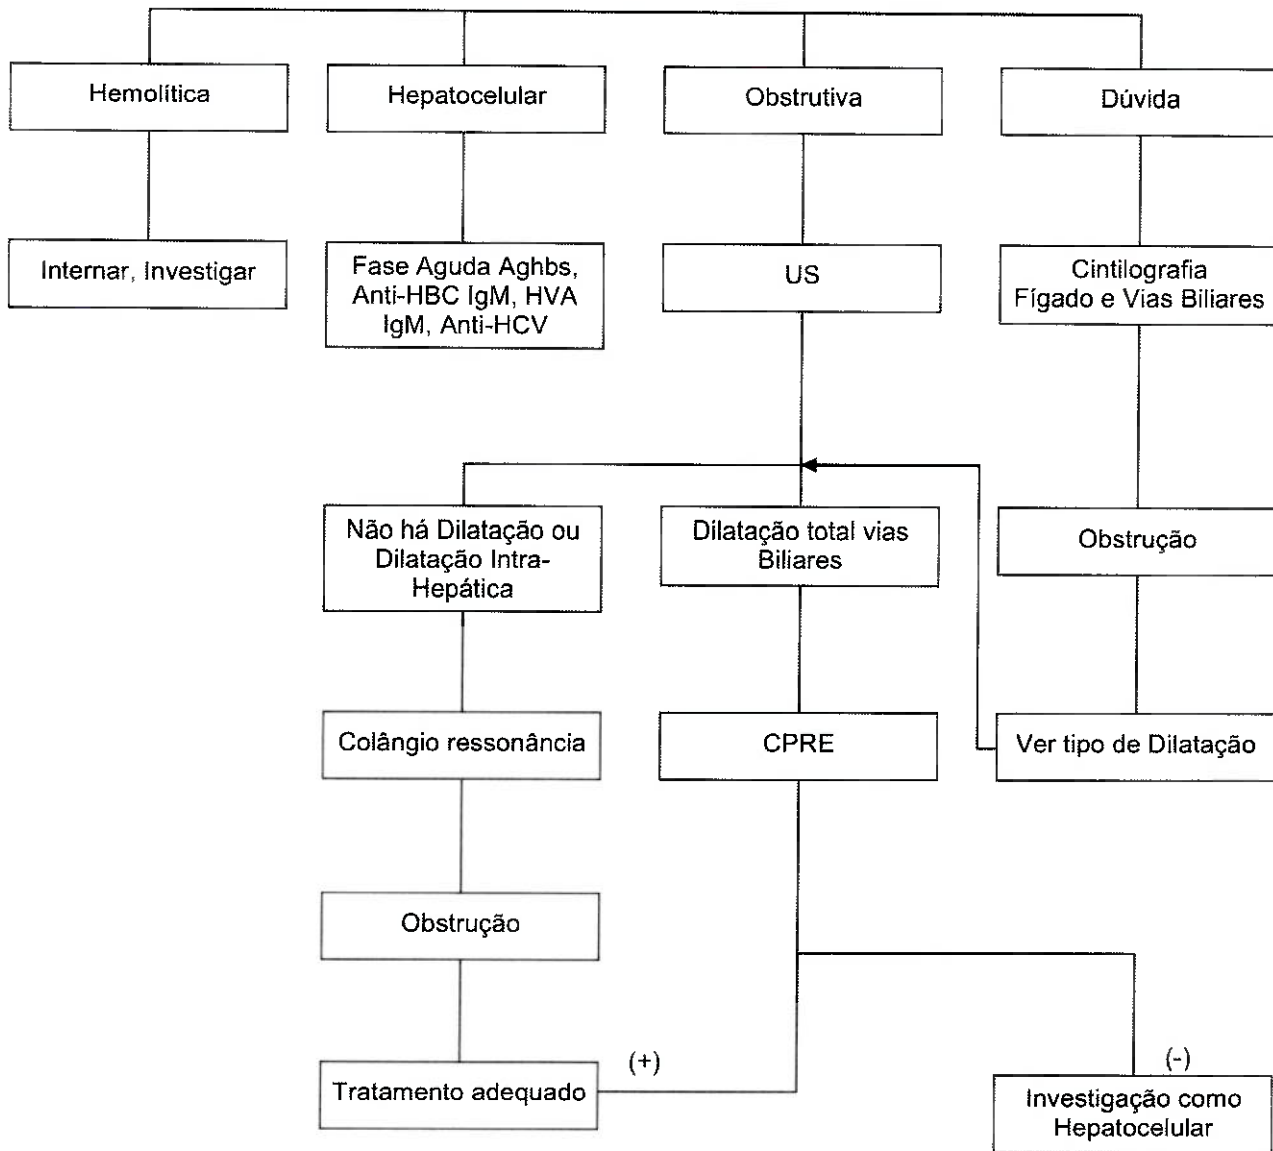 Hemolítica
Hepatocelular
Obstrutiva
Dúvida
Internar, Investigar
Fase Aguda Aghbs,
Anti-HBC IgM, HVA
IgM, Anti-HCV
US
Cintilografia
Fígado e Vias Biliares
Não há Dilatação ou
Dilatação Intra-
Hepática
Dilatação total vias
Biliares
Obstrução
Colângio ressonância
CPRE
Ver tipo de Dilatação
Obstrução
Tratamento adequado
(+)
(-)
Investigação como
Hepatocelular